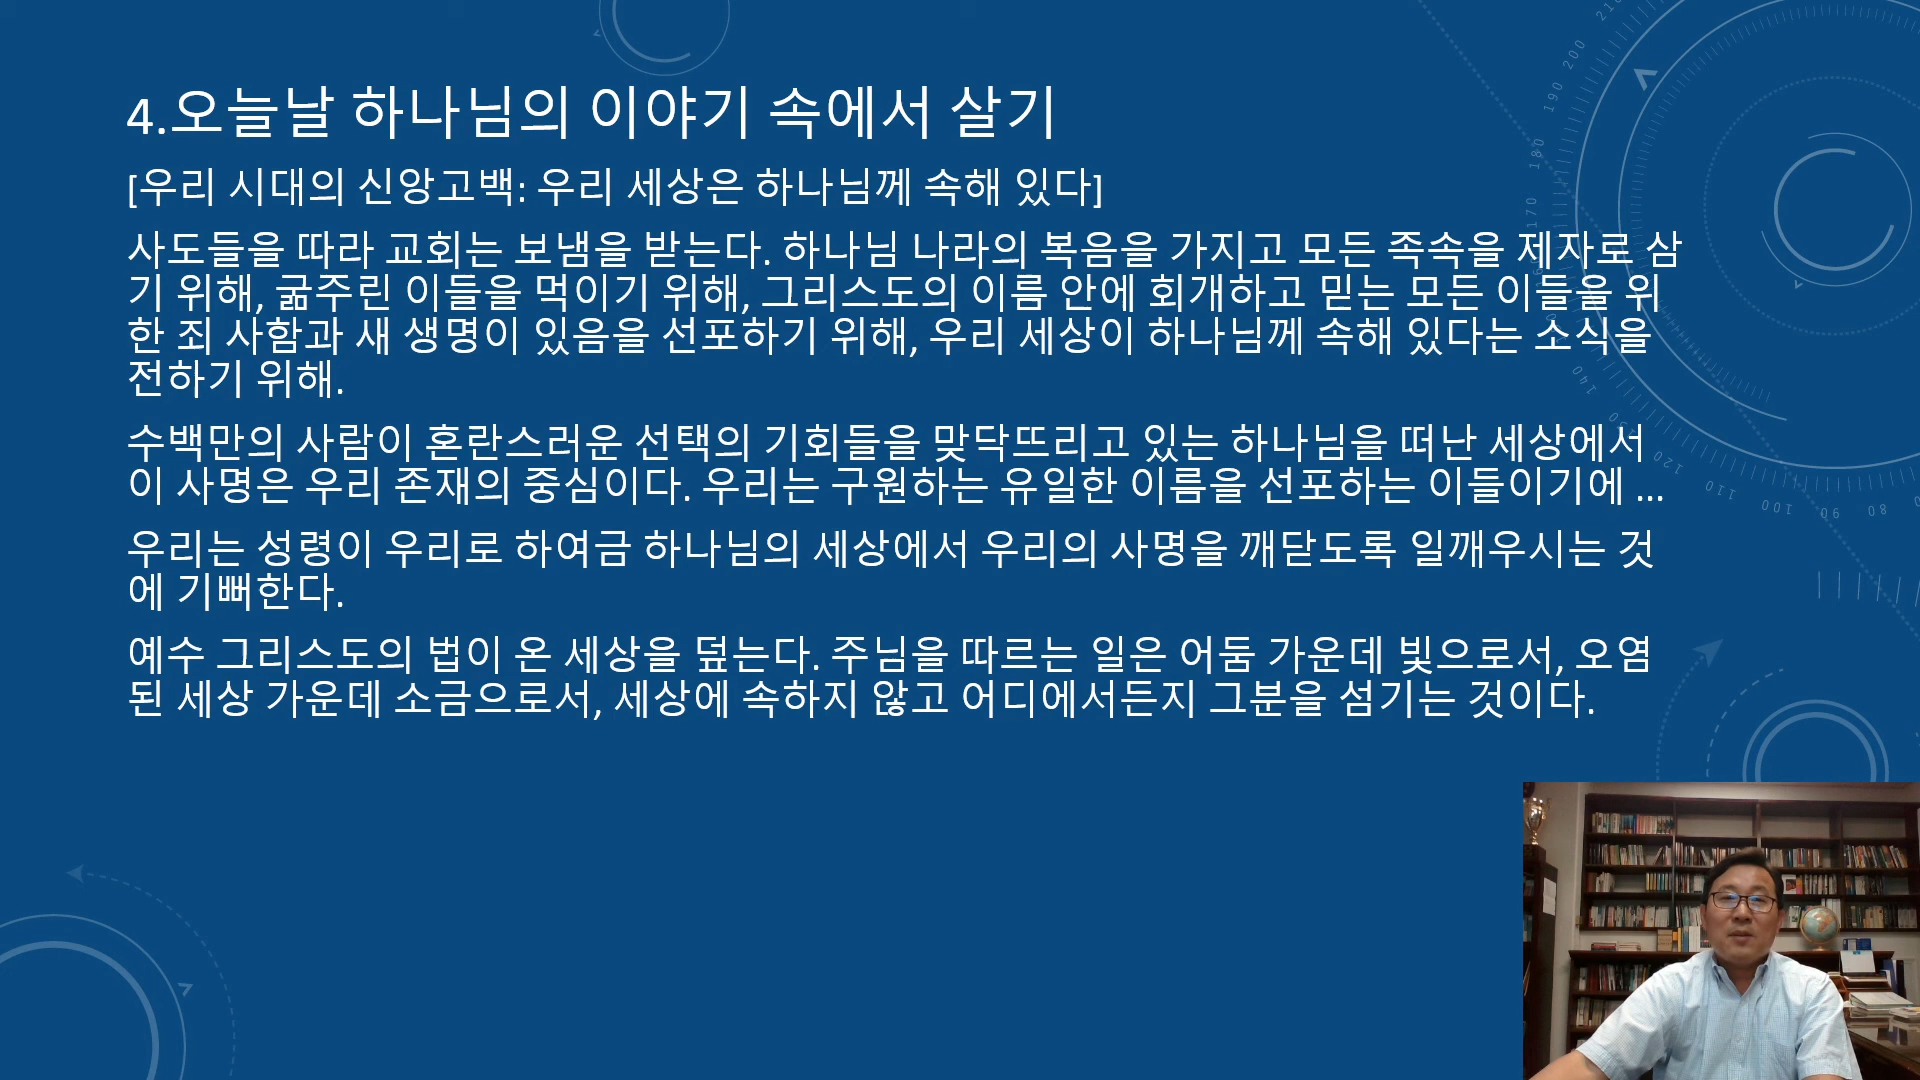 4.오늘날 하나님의 이야기 속에서 살기
[우리 시대의 신앙고백: 우리 세상은 하나님께 속해 있다]
사도들을 따라 교회는 보냄을 받는다. 하나님 나라의 복음을 가지고 모든 족속을 제자로 삼
기 위해, 굶주린 이들을 먹이기 위해, 그리스도의 이름 안에 회개하고 믿는 모든 이들을 위
한 죄 사함과 새 생명이 있음을 선포하기 위해, 우리 세상이 하나님께 속해 있다는 소식을
전하기 위해.
수백만의 사람이 혼란스러운 선택의 기회들을 맞닥뜨리고 있는 하나님을 떠난 세상에서
이 사명은 우리 존재의 중심이다. 우리는 구원하는 유일한 이름을 선포하는 이들이기에 ...
우리는 성령이 우리로 하여금 하나님의 세상에서 우리의 사명을 깨닫도록 일깨우시는 것
에 기뻐한다.
예수 그리스도의 법이 온 세상을 덮는다. 주님을 따르는 일은 어둠 가운데 빛으로서, 오염
된 세상 가운데 소금으로서, 세상에 속하지 않고 어디에서든지 그분을 섬기는 것이다.
210
200
190
180
170
140
120
110
100
90
80